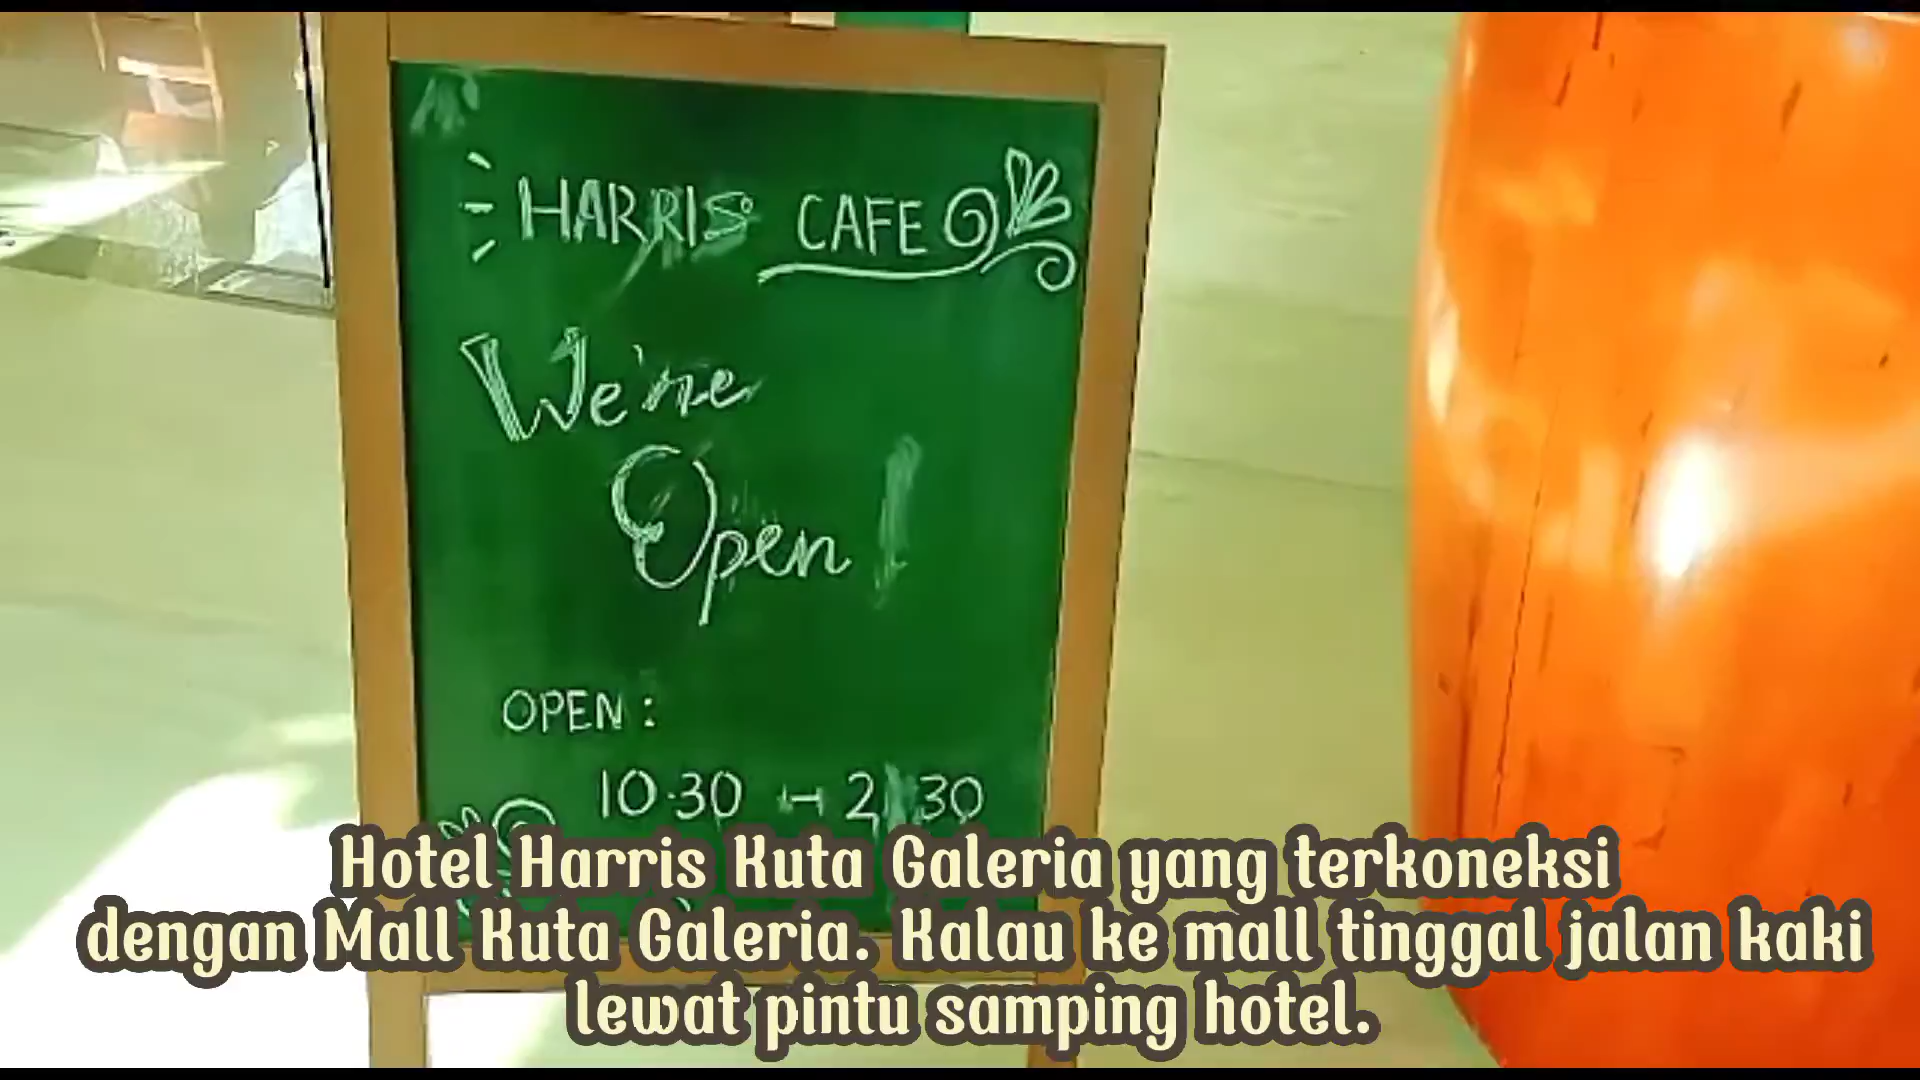 HARRIS CAFE
We're
Open
OPEN :
10.30 - 21.30
Hotel Harris Kuta Galeria yang terkoneksi
dengan Mall Kuta Galeria. Kalau ke mall tinggal jalan kaki
lewat pintu samping hotel.